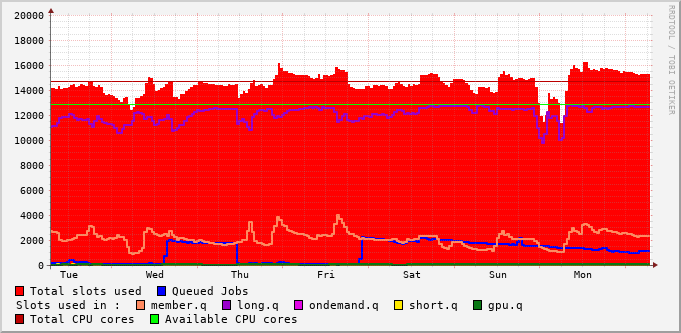 RRDTOOL / TOBI OETIKER
20000
18000
16000
14000
12000
10000
8000
6000
4000
2000
0
Tue Wed Thu Fri Sat Sun Mon
Total slots used Queued Jobs
Slots used in : member.q long.q ondemand.q short.q gpu.q
Total CPU cores Available CPU cores